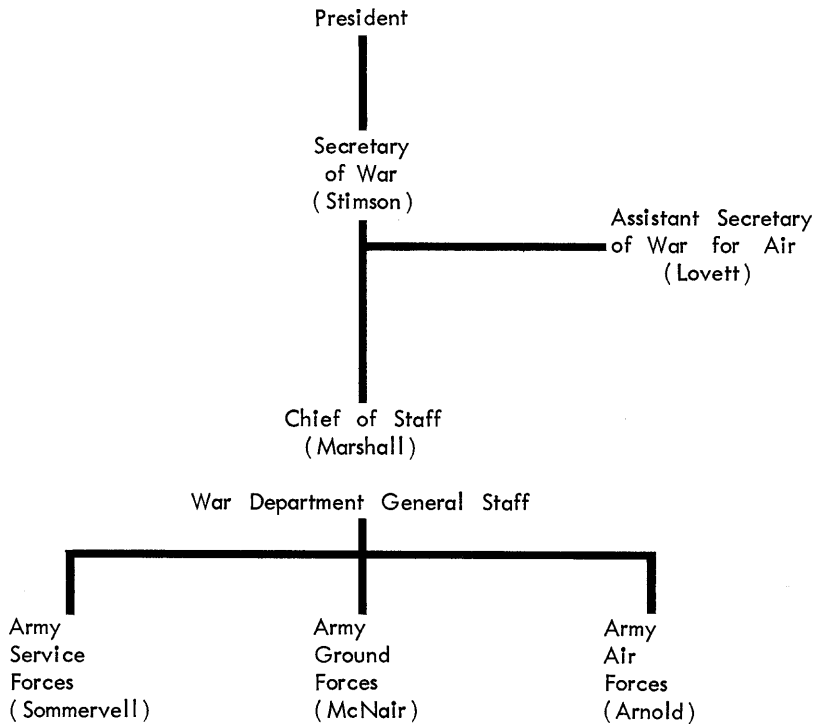 President
Secretary
of War
(Stimson)
Assistant Secretary
of War for Air
(Lovett)
Chief of Staff
(Marshall)
War Department General Staff
Army
Service
Forces
(Sommervell)
Army
Ground
Forces
(McNair)
Army
Air
Forces
(Arnold)